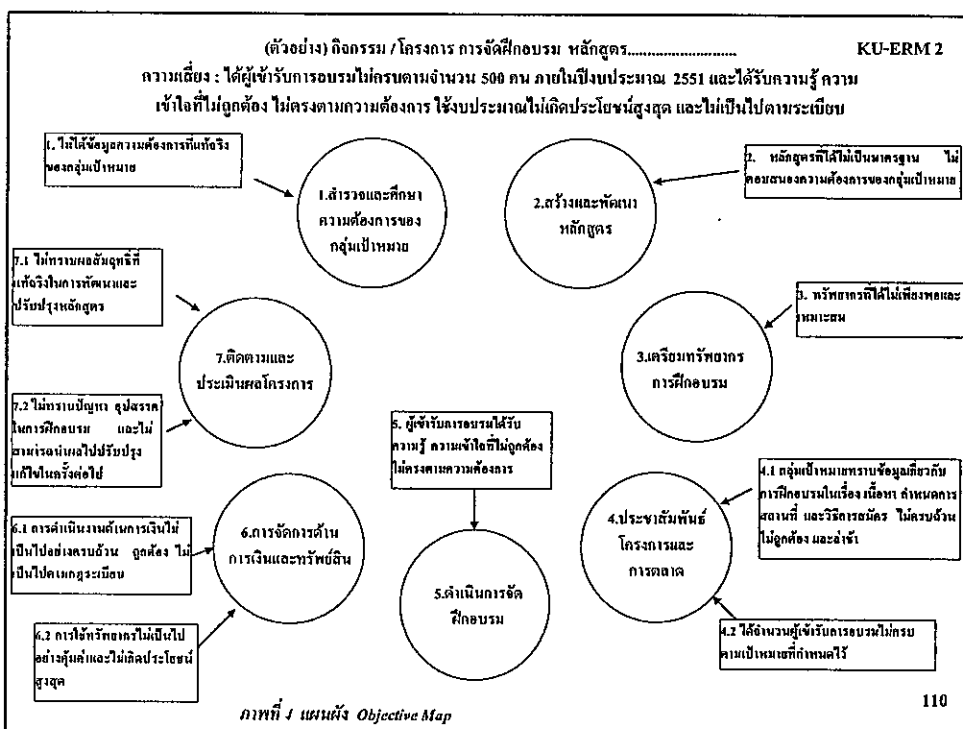 (ตัวอย่าง) กิจกรรม / โครงการ การจัดฝึกอบรม หลักสูตร...........................
KU-ERM 2
ความเสี่ยง : ได้ผู้เข้ารับการอบรมไม่ครบตามจำนวน 500 คน ภายในปีงบประมาณ 2551 และได้รับความรู้ ความ
เข้าใจที่ไม่ถูกต้อง ไม่ตรงตามความต้องการ ใช้งบประมาณไม่เกิดประโยชน์สูงสุด และไม่เป็นไปตามระเบียบ
1. ไม่ได้ข้อมูลความต้องการที่แท้จริง
ของกลุ่มเป้าหมาย
1.สำรวจและศึกษา
ความต้องการของ
กลุ่มเป้าหมาย
2.สร้างและพัฒนา
หลักสูตร
2. หลักสูตรที่ได้ไม่เป็นมาตรฐาน ไม่
ตอบสนองความต้องการของกลุ่มเป้าหมาย
7.1 ไม่ทราบผลสัมฤทธิ์ที่
แท้จริงในการพัฒนาและ
ปรับปรุงหลักสูตร
3. ทรัพยากรที่ได้ไม่เพียงพอและ
เหมาะสม
7.ติดตามและ
ประเมินผลโครงการ
3.เตรียมทรัพยากร
การฝึกอบรม
7.2 ไม่ทราบปัญหา อุปสรรค
ในการฝึกอบรม และไม่
สามารถนำผลไปปรับปรุง
แก้ไขในครั้งต่อไป
5. ผู้เข้ารับการอบรมได้รับ
ความรู้ ความเข้าใจที่ไม่ถูกต้อง
ไม่ตรงตามความต้องการ
4.1 กลุ่มเป้าหมายทราบข้อมูลเกี่ยวกับ
การฝึกอบรมในเรื่อง เนื้อหา กำหนดการ
สถานที่ และวิธีการสมัคร ไม่ครบถ้วน
ไม่ถูกต้อง และล่าช้า
6.1 การดำเนินงานด้านการเงินไม่
เป็นไปอย่างครบถ้วน ถูกต้อง ไม่
เป็นไปตามกฎระเบียบ
6.การจัดการด้าน
การเงินและทรัพย์สิน
4.ประชาสัมพันธ์
โครงการและ
การตลาด
5.ดำเนินการจัด
ฝึกอบรม
6.2 การใช้ทรัพยากรไม่เป็นไป
อย่างคุ้มค่าและไม่เกิดประโยชน์
สูงสุด
4.2 ได้จำนวนผู้เข้ารับการอบรมไม่ครบ
ตามเป้าหมายที่กำหนดไว้
ภาพที่ 4 แผนผัง Objective Map
110